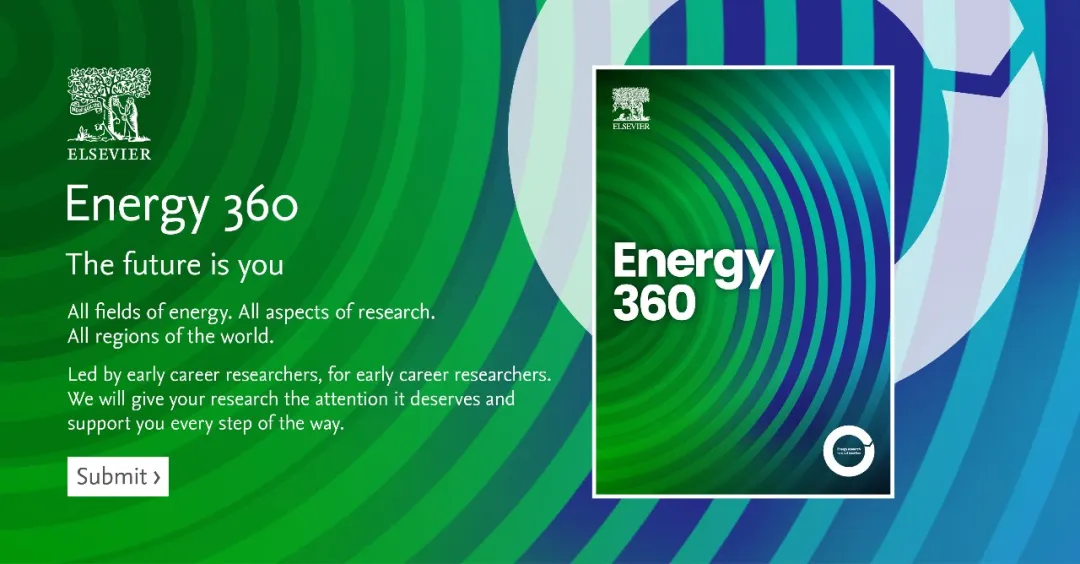 ELSEVIER
Energy 360
The future is you
All fields of energy. All aspects of research.
All regions of the world.
Led by early career researchers, for early career researchers.
We will give your research the attention it deserves and
support you every step of the way.
Submit ›
ELSEVIER
Energy
360